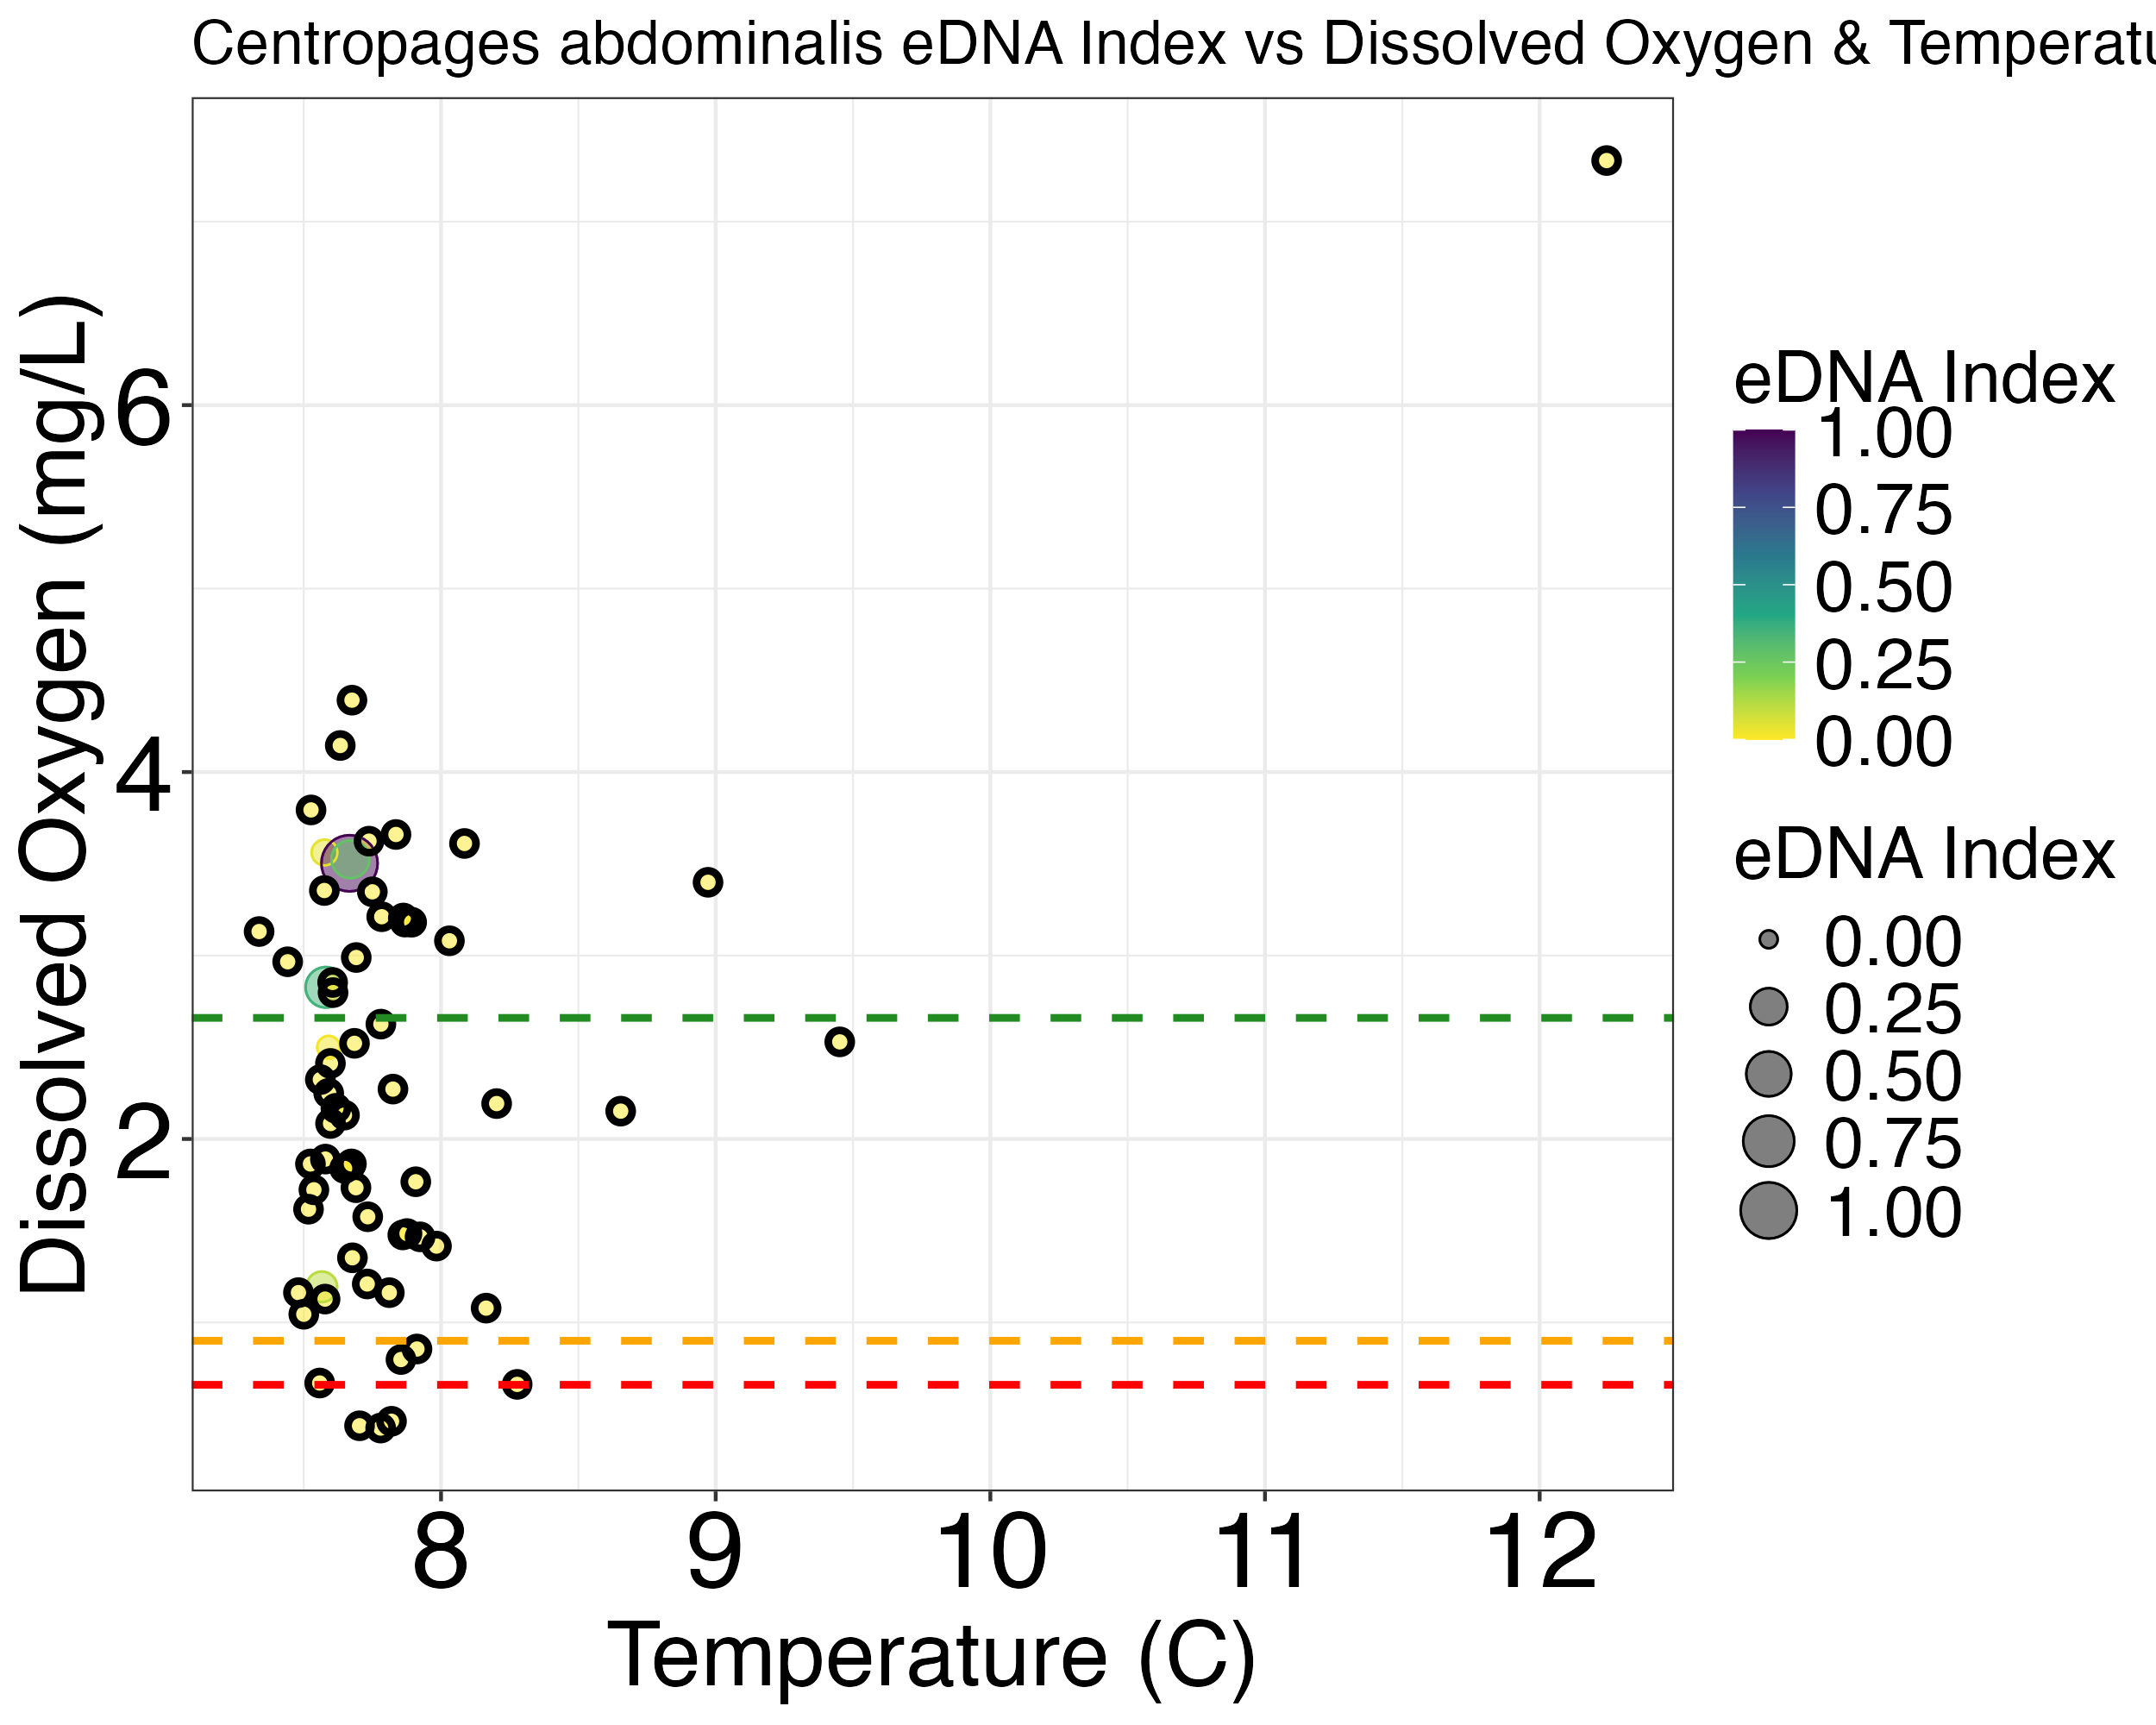 Centropages abdominalis eDNA Index vs Dissolved Oxygen & Temperatu
Dissolved Oxygen (mg/L)
6
4
2
8 9 10 11 12
Temperature (C)
eDNA Index
1.00
0.75
0.50
0.25
0.00
eDNA Index
0.00
0.25
0.50
0.75
1.00